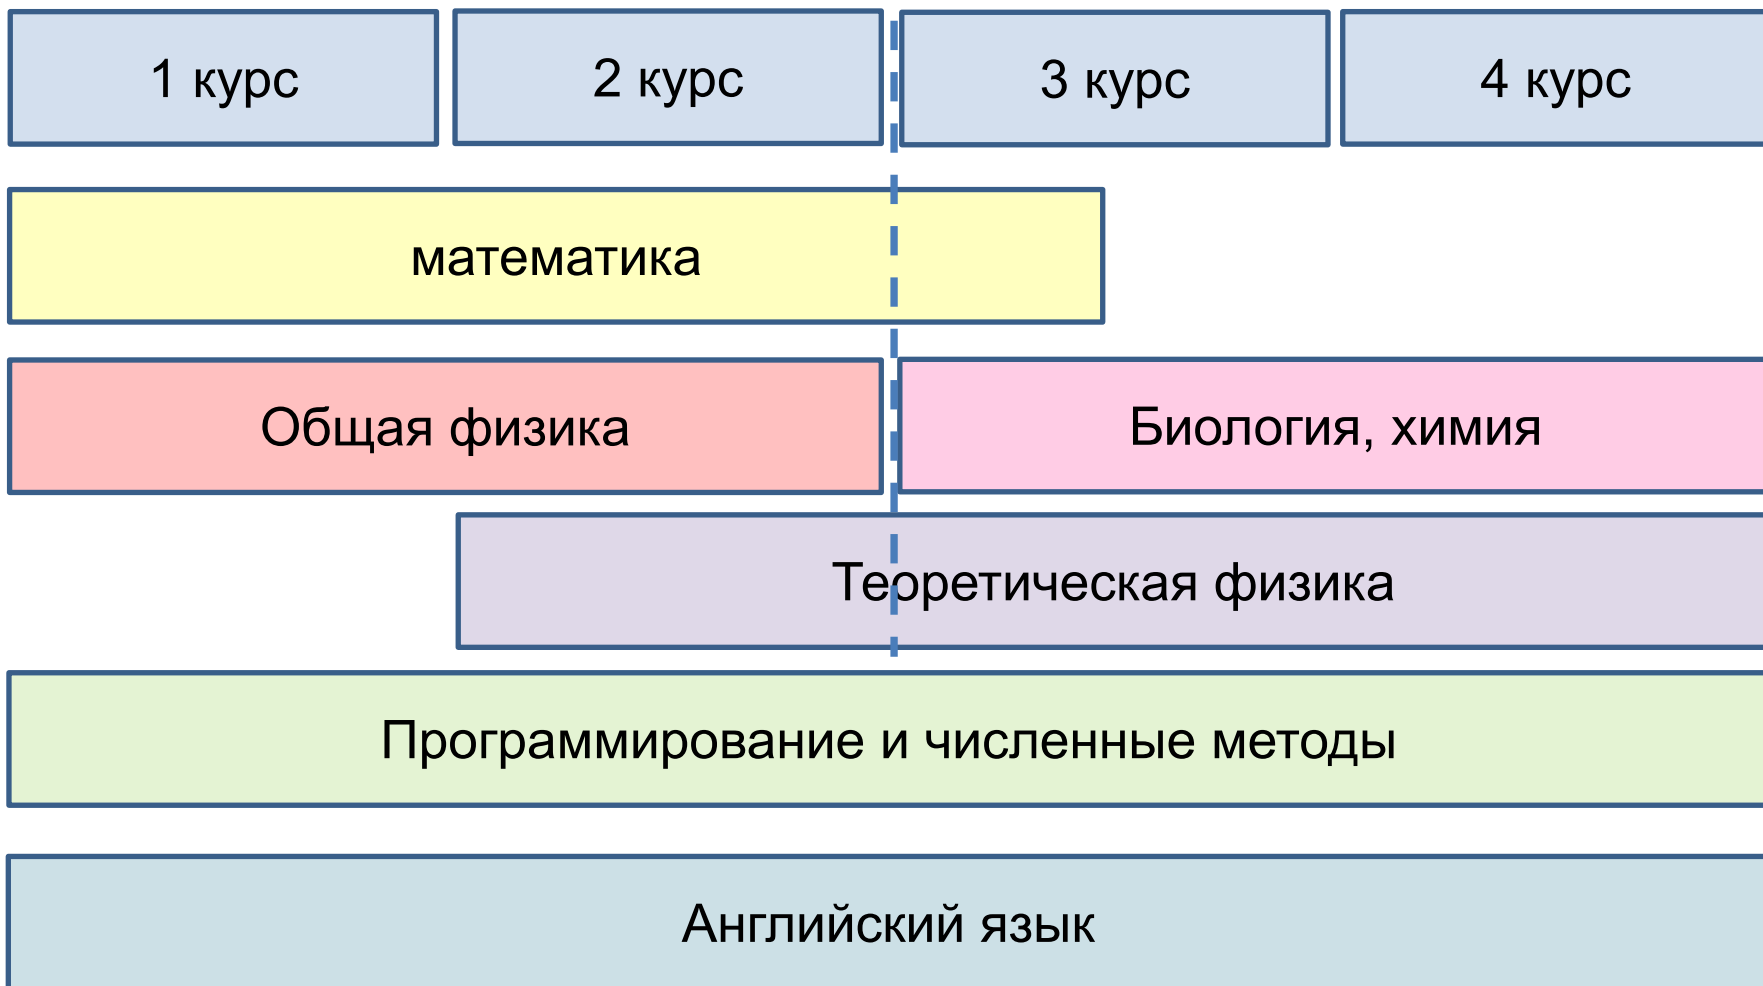 1 курс
2 курс
3 курс
4 курс
математика
Общая физика
Биология, химия
Теоретическая физика
Программирование и численные методы
Английский язык